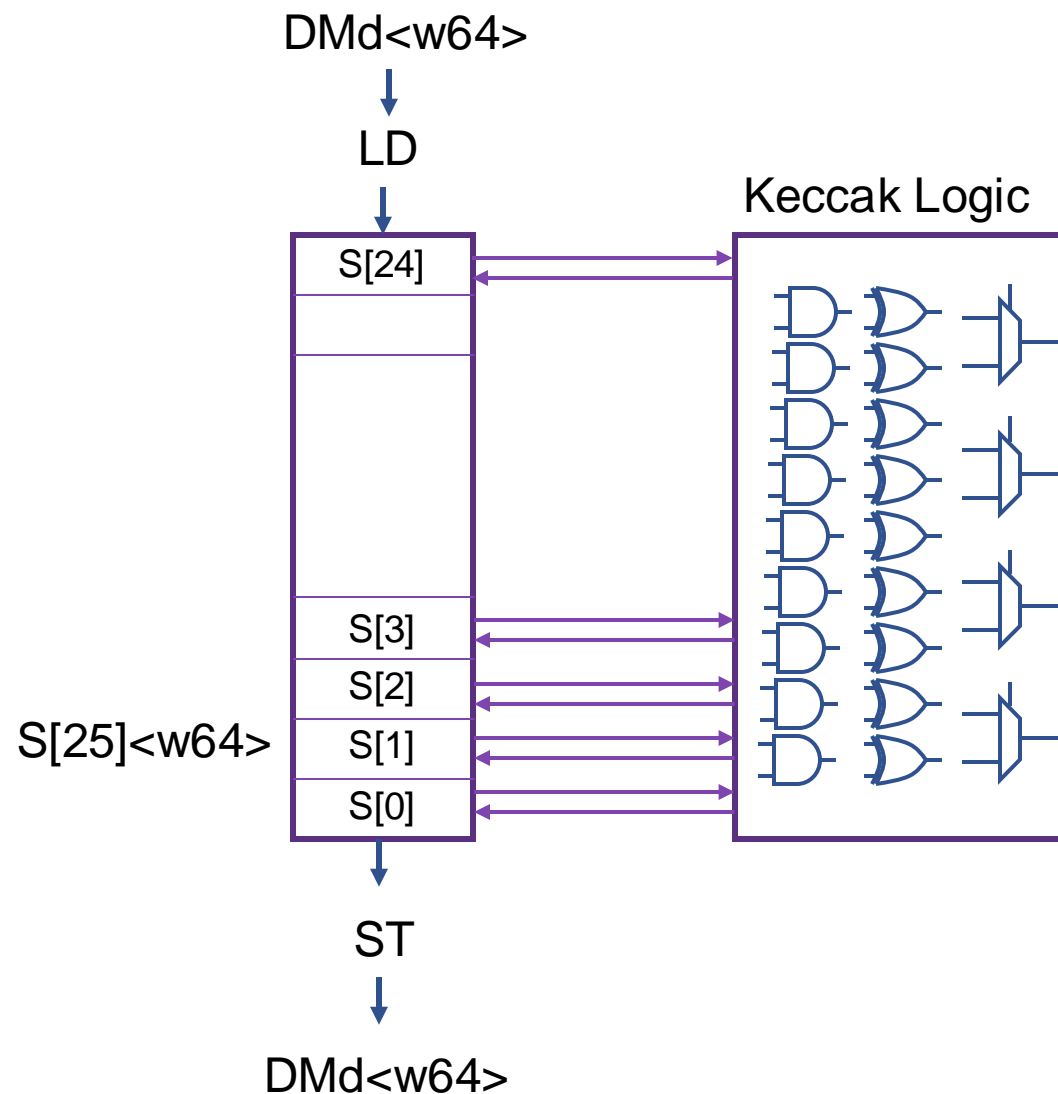 DMd<w64>
LD
Keccak Logic
S[24]
S[3]
S[2]
S[25]<w64>
S[1]
S[0]
ST
DMd<w64>